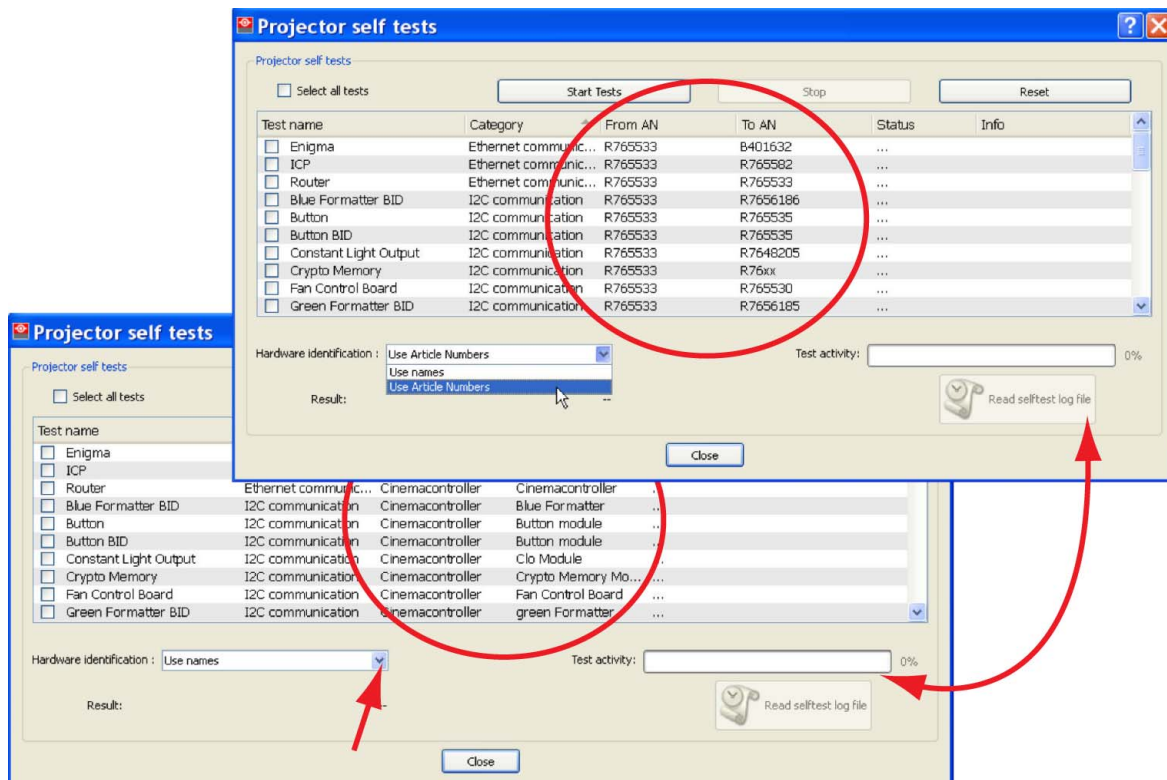 Projector self tests
Projector self tests
Select all tests Start Tests Stop Reset
Test name Category From AN To AN Status Info
Enigma Ethernet communic... R765533 B401632 ...
ICP Ethernet communic... R765533 R765582 ...
Router Ethernet communic... R765533 R765533 ...
Blue Formatter BID I2C communication R765533 R7656186 ...
Button I2C communication R765533 R765535 ...
Button BID I2C communication R765533 R765535 ...
Constant Light Output I2C communication R765533 R7648205 ...
Crypto Memory I2C communication R765533 R76xx ...
Fan Control Board I2C communication R765533 R765530 ...
Green Formatter BID I2C communication R765533 R7656185 ...
Hardware identification : Use Article Numbers Test activity: 0%
Use names
Use Article Numbers
Result: -- Read selftest log file
Close
Projector self tests
Projector self tests
Select all tests
Test name
Enigma
ICP
Router Ethernet communic... Cinemacontroller Cinemacontroller ...
Blue Formatter BID I2C communication Cinemacontroller Blue Formatter ...
Button I2C communication Cinemacontroller Button module ...
Button BID I2C communication Cinemacontroller Button module ...
Constant Light Output I2C communication Cinemacontroller Clo Module ...
Crypto Memory I2C communication Cinemacontroller Crypto Memory Mo... ...
Fan Control Board I2C communication Cinemacontroller Fan Control Board ...
Green Formatter BID I2C communication Cinemacontroller green Formatter ...
Hardware identification : Use names Test activity: 0%
Result: -- Read selftest log file
Close